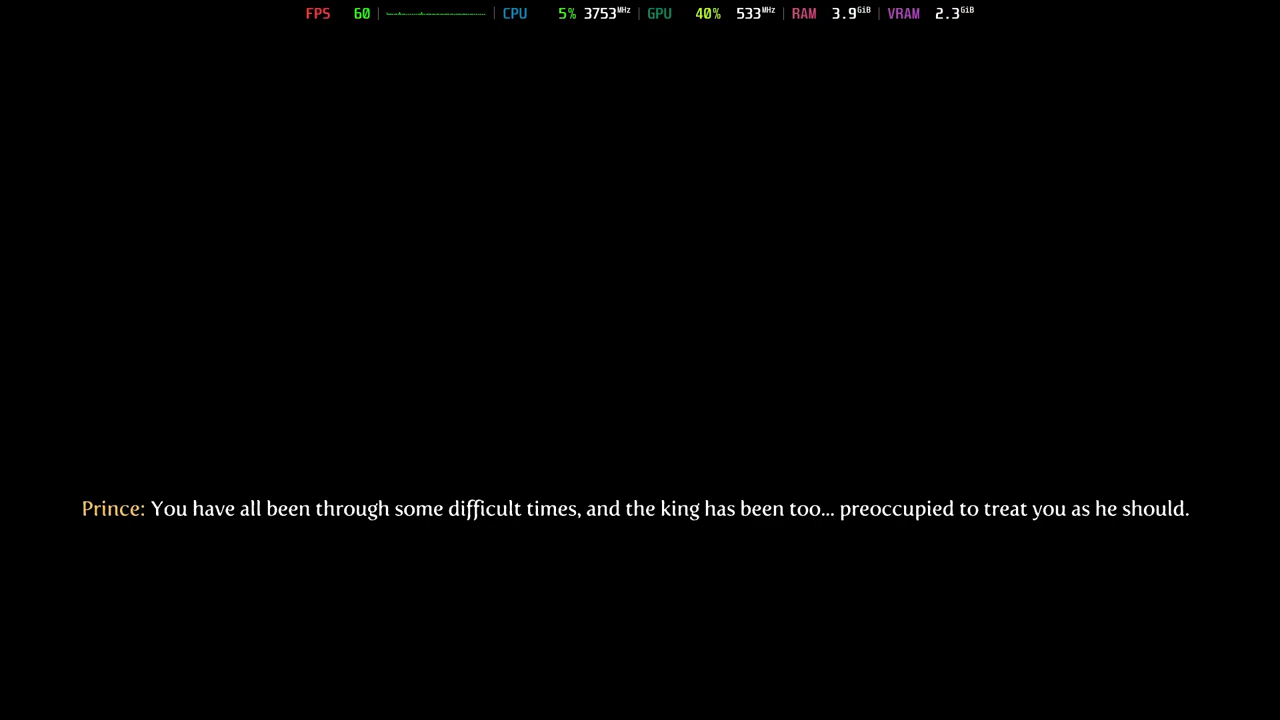 FPS 60 | CPU 5% 3753MHz | GPU 40% 533MHz | RAM 3.9GiB | VRAM 2.3GiB
Prince: You have all been through some difficult times, and the king has been too... preoccupied to treat you as he should.